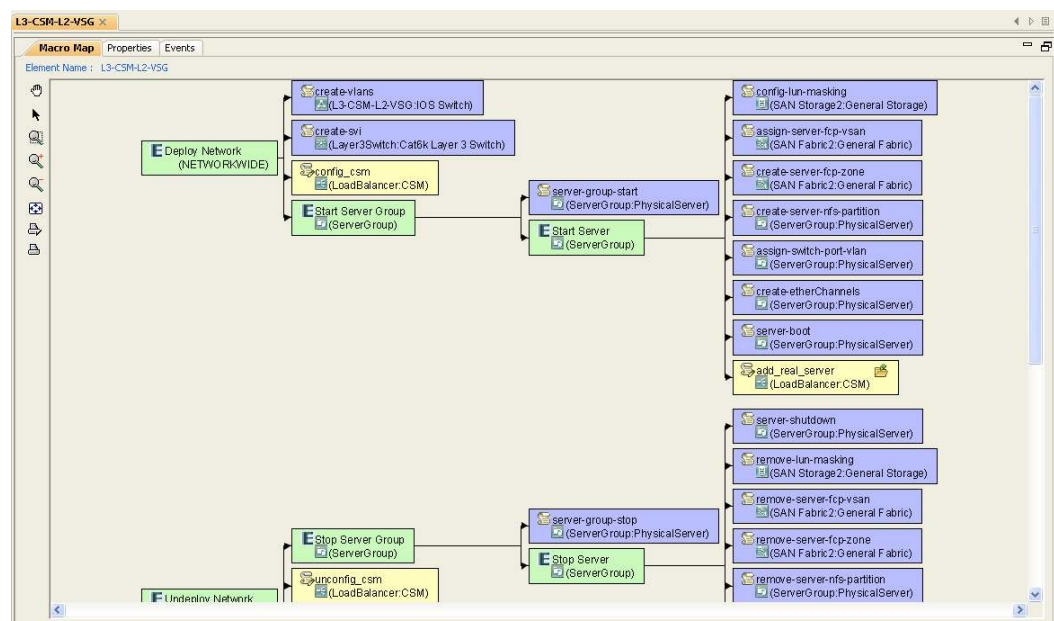 L3-CSM-L2-VSG
Macro Map Properties Events
Element Name : L3-CSM-L2-VSG
Deploy Network
(NETWORKWIDE)
create-vlans
(L3-CSM-L2-VSG:IOS Switch)
create-svi
(Layer3Switch:Cat6k Layer 3 Switch)
config_csm
(LoadBalancer:CSM)
E Start Server Group
(ServerGroup)
server-group-start
(ServerGroup:PhysicalServer)
E Start Server
(ServerGroup)
config-lun-masking
(SAN Storage2:General Storage)
assign-server-fcp-vsan
(SAN Fabric2:General Fabric)
create-server-fcp-zone
(SAN Fabric2:General Fabric)
create-server-nfs-partition
(ServerGroup:PhysicalServer)
assign-switch-port-vlan
(ServerGroup:PhysicalServer)
create-etherChannels
(ServerGroup:PhysicalServer)
server-boot
(ServerGroup:PhysicalServer)
add_real_server
(LoadBalancer:CSM)
E Undeploy Network
E Stop Server Group
(ServerGroup)
unconfig_csm
(LoadBalancer:CSM)
server-group-stop
(ServerGroup:PhysicalServer)
E Stop Server
(ServerGroup)
server-shutdown
(ServerGroup:PhysicalServer)
remove-lun-masking
(SAN Storage2:General Storage)
remove-server-fcp-vsan
(SAN Fabric2:General Fabric)
remove-server-fcp-zone
(SAN Fabric2:General Fabric)
remove-server-nfs-partition
(ServerGroup:PhysicalServer)